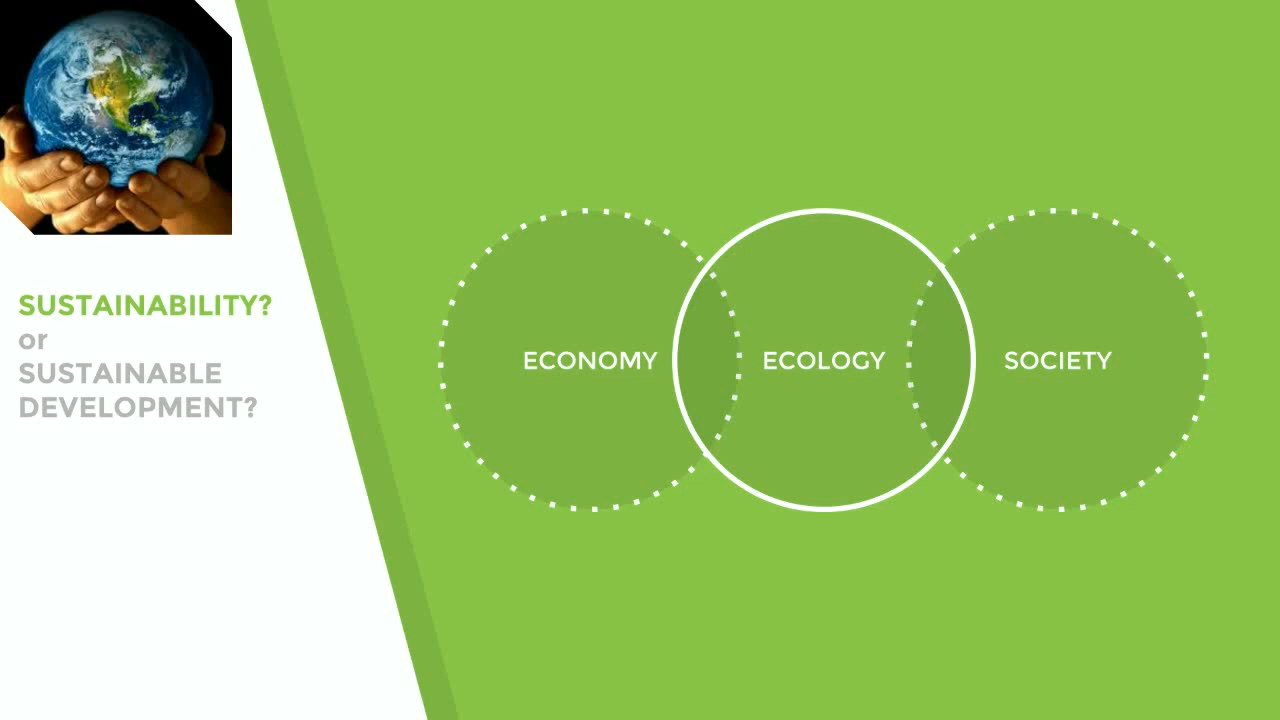 SUSTAINABILITY?
or
SUSTAINABLE
DEVELOPMENT?
ECONOMY
ECOLOGY
SOCIETY